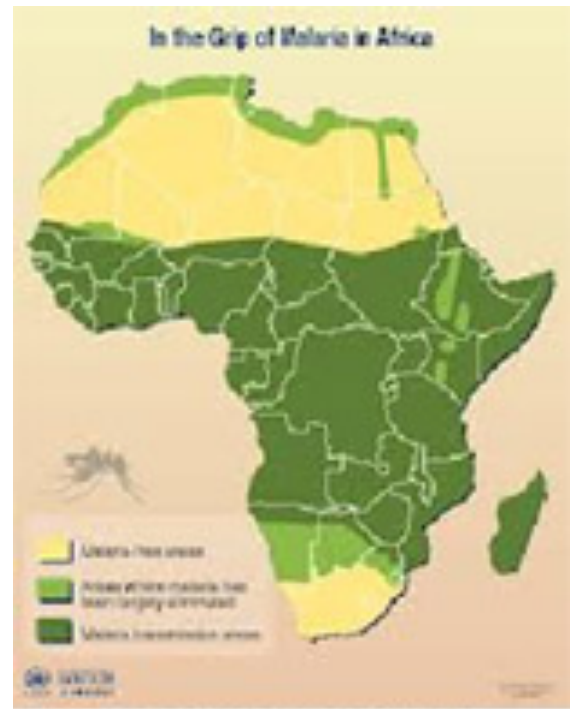 In the Grip of Malaria in Africa
Malaria free areas
Areas where malaria has
been largely eliminated
Malaria transmission areas